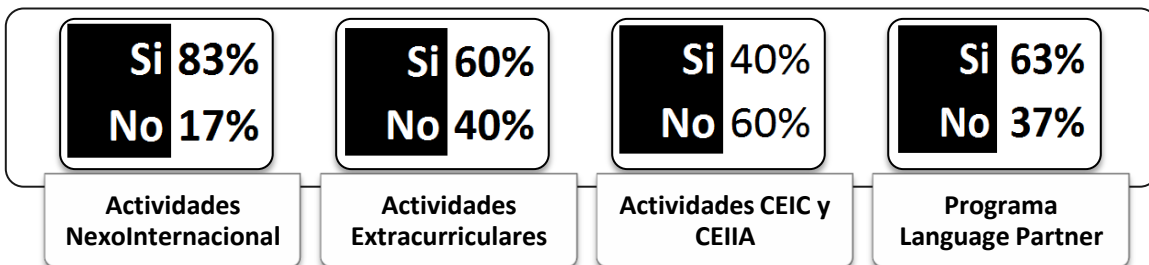 Si 83%
No 17%
Actividades
NexoInternacional
Si 60%
No 40%
Actividades
Extracurriculares
Si 40%
No 60%
Actividades CEIC y
CEIIA
Si 63%
No 37%
Programa
Language Partner